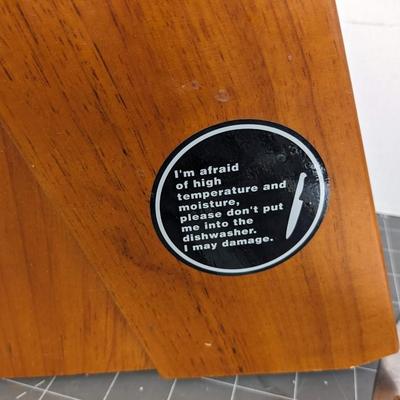 I'm afraid
of high
temperature and
moisture,
please don't put
me into the
dishwasher.
I may damage.